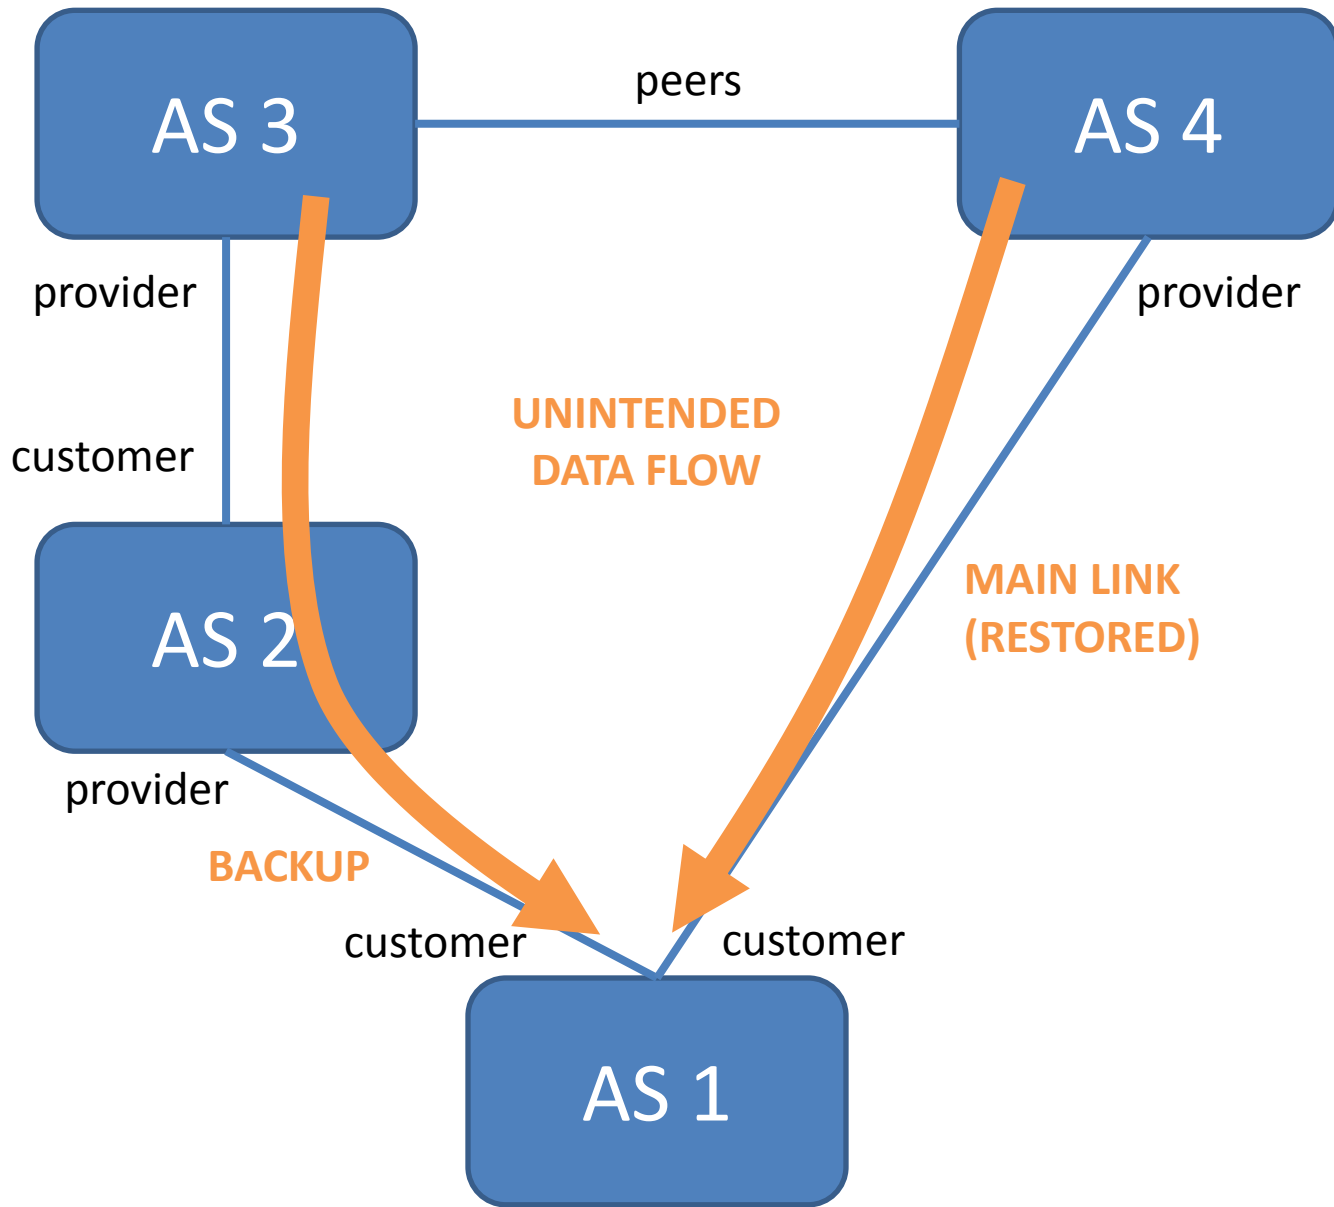 AS 3
peers
AS 4
provider
provider
customer
UNINTENDED
DATA FLOW
AS 2
MAIN LINK
(RESTORED)
provider
BACKUP
customer
customer
AS 1